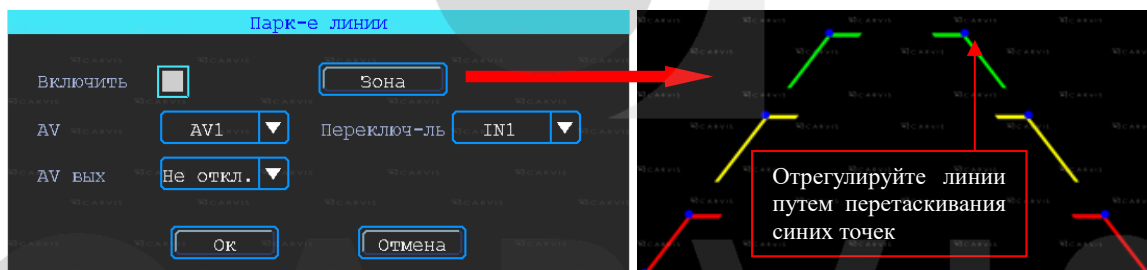 Парк-е линии
Включить Зона
AV AV1 Переключ-ль IN1
AV вых Не откл.
Ок Отмена
Отрегулируйте линии
путем перетаскивания
синих точек
CARVIS